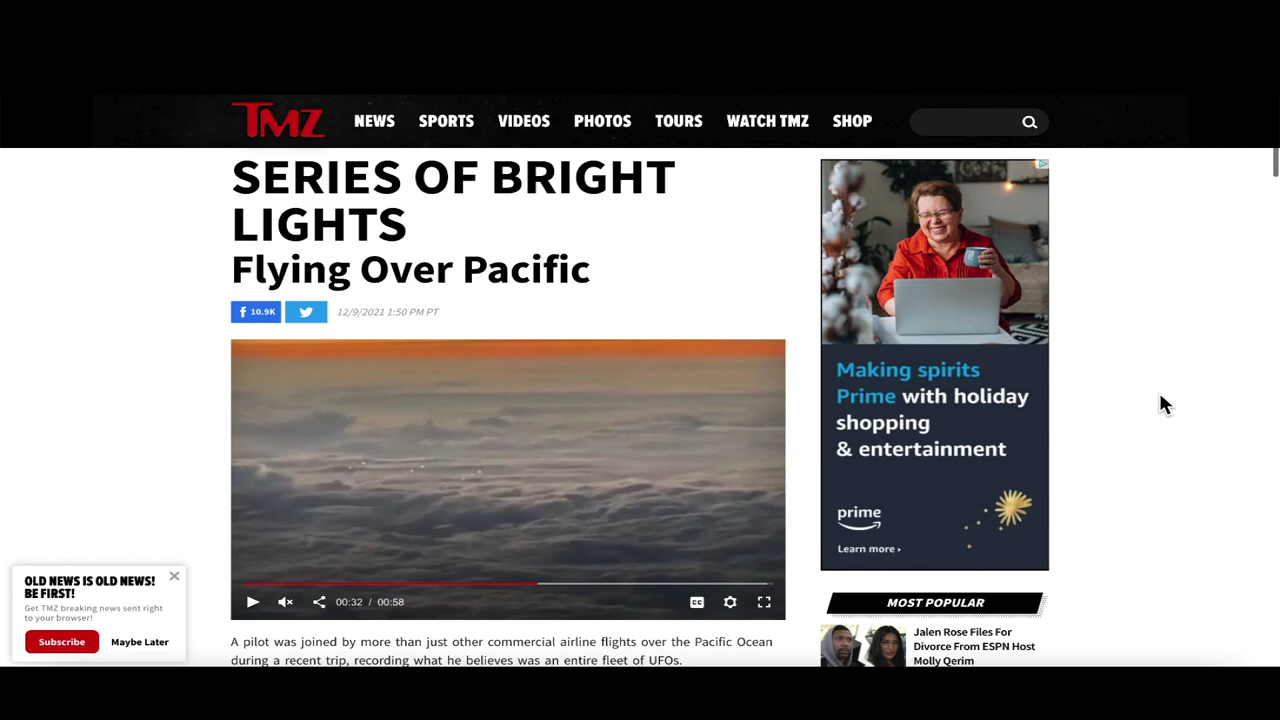 TMZ
NEWS
SPORTS
VIDEOS
PHOTOS
TOURS
WATCH TMZ
SHOP
SERIES OF BRIGHT
LIGHTS
Flying Over Pacific
10.9K
12/9/2021 1:50 PM PT
00:32 / 00:58
CC
A pilot was joined by more than just other commercial airline flights over the Pacific Ocean
during a recent trip, recording what he believes was an entire fleet of UFOs.
Making spirits
Prime with holiday
shopping
& entertainment
prime
Learn more ›
MOST POPULAR
Jalen Rose Files For
Divorce From ESPN Host
Molly Qerim
OLD NEWS IS OLD NEWS!
BE FIRST!
Get TMZ breaking news sent right
to your browser!
Subscribe
Maybe Later